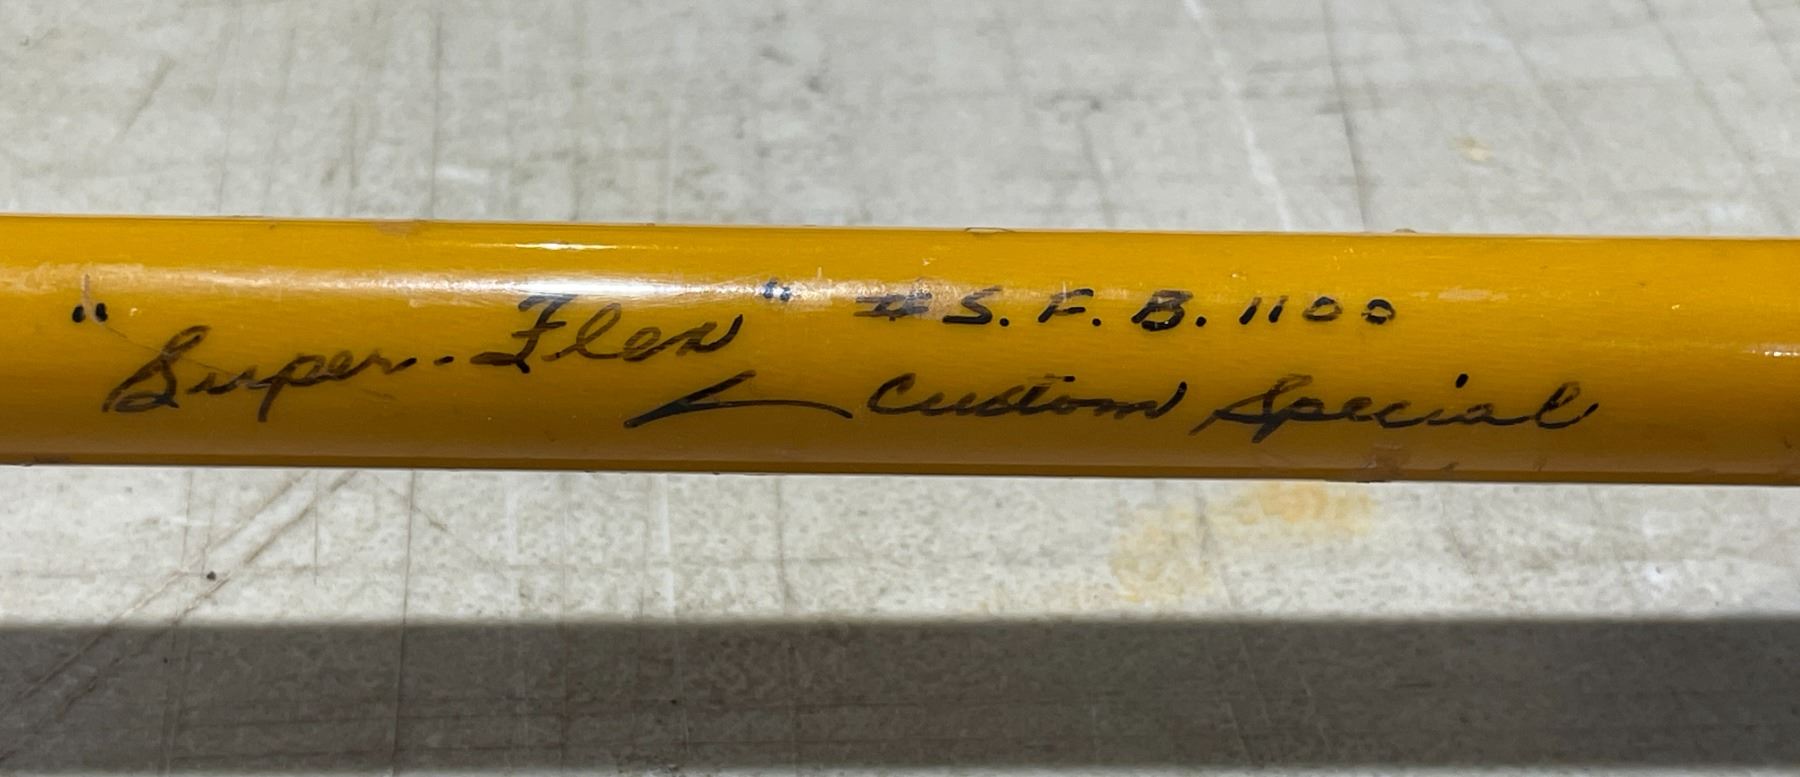 "Super-Flex" #S.F.B. 1100
Custom Special